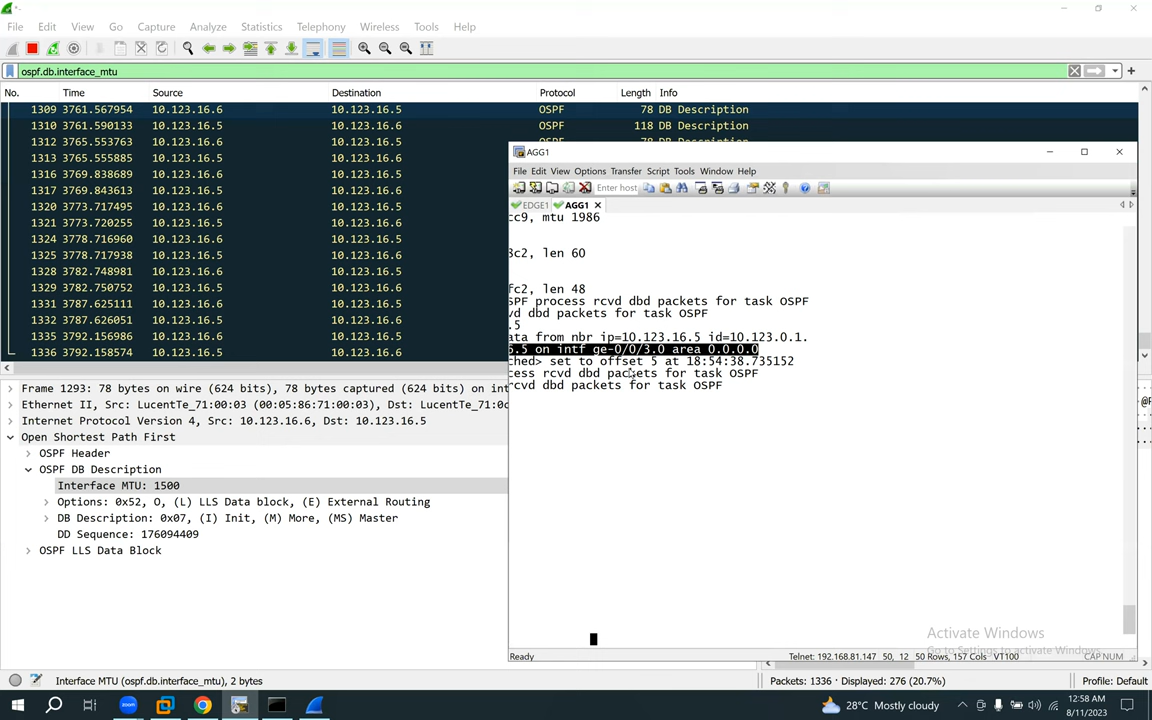 File Edit View Go Capture Analyze Statistics Telephony Wireless Tools Help
ospf.db.interface_mtu
No. Time Source Destination Protocol Length Info
1309 3761.567954 10.123.16.6 10.123.16.5 OSPF 78 DB Description
1310 3761.590133 10.123.16.5 10.123.16.6 OSPF 118 DB Description
1312 3765.553763 10.123.16.6 10.123.16.5
1313 3765.555885 10.123.16.5 10.123.16.6
1316 3769.838689 10.123.16.6 10.123.16.5
1317 3769.843613 10.123.16.5 10.123.16.6
1320 3773.717495 10.123.16.6 10.123.16.5
1321 3773.720255 10.123.16.5 10.123.16.6
1324 3778.716960 10.123.16.6 10.123.16.5
1325 3778.717938 10.123.16.5 10.123.16.6
1328 3782.748981 10.123.16.6 10.123.16.5
1329 3782.750752 10.123.16.5 10.123.16.6
1331 3787.625111 10.123.16.6 10.123.16.5
1332 3787.626051 10.123.16.5 10.123.16.6
1335 3792.156986 10.123.16.6 10.123.16.5
1336 3792.158574 10.123.16.5 10.123.16.6
Frame 1293: 78 bytes on wire (624 bits), 78 bytes captured (624 bits) on int
Ethernet II, Src: LucentTe_71:00:03 (00:05:86:71:00:03), Dst: LucentTe_71:0
Internet Protocol Version 4, Src: 10.123.16.6, Dst: 10.123.16.5
Open Shortest Path First
OSPF Header
OSPF DB Description
Interface MTU: 1500
Options: 0x52, O, (L) LLS Data block, (E) External Routing
DB Description: 0x07, (I) Init, (M) More, (MS) Master
DD Sequence: 176094409
OSPF LLS Data Block
AGG1
File Edit View Options Transfer Script Tools Window Help
Enter host
EDGE1 AGG1
cc9, mtu 1986
8c2, len 60
fc2, len 48
SPF process rcvd dbd packets for task OSPF
vd dbd packets for task OSPF
.5
ata from nbr ip=10.123.16.5 id=10.123.0.1.
6.5 on intf ge-0/0/3.0 area 0.0.0.0
ched> set to offset 5 at 18:54:38.735152
cess rcvd dbd packets for task OSPF
rcvd dbd packets for task OSPF
Activate Windows
Go to Settings to activate Windows.
Ready Telnet: 192.168.81.147 50, 12 50 Rows, 157 Cols VT100 CAP NUM
Interface MTU (ospf.db.interface_mtu), 2 bytes Packets: 1336 · Displayed: 276 (20.7%) Profile: Default
zoom 28°C Mostly cloudy 12:58 AM
8/11/2023